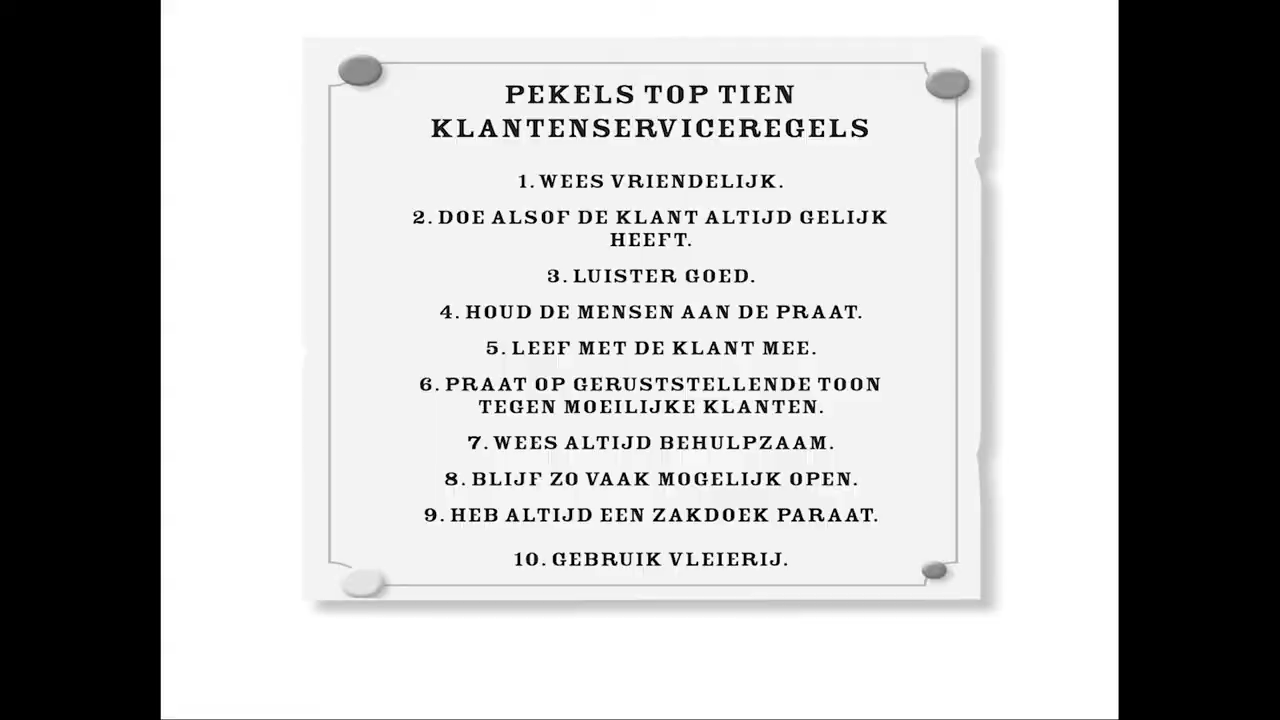 PEKELS TOP TIEN
KLANTENSERVICEREGELS
1. WEES VRIENDELIJK.
2. DOE ALSOF DE KLANT ALTIJD GELIJK
HEEFT.
3. LUISTER GOED.
4. HOUD DE MENSEN AAN DE PRAAT.
5. LEEF MET DE KLANT MEE.
6. PRAAT OP GERUSTSTELLENDE TOON
TEGEN MOEILIJKE KLANTEN.
7. WEES ALTIJD BEHULPZAAM.
8. BLIJF ZO VAAK MOGELIJK OPEN.
9. HEB ALTIJD EEN ZAKDOEK PARAAT.
10. GEBRUIK VLEIERIJ.